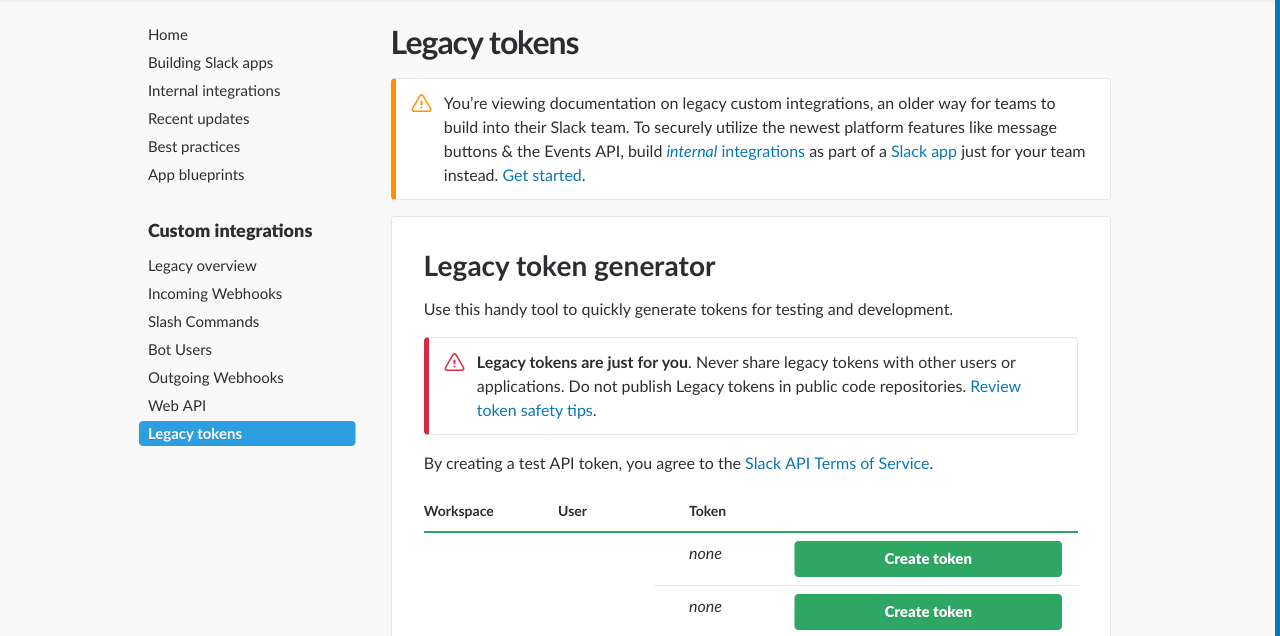 Home
Building Slack apps
Internal integrations
Recent updates
Best practices
App blueprints
Custom integrations
Legacy overview
Incoming Webhooks
Slash Commands
Bot Users
Outgoing Webhooks
Web API
Legacy tokens
Legacy tokens
You’re viewing documentation on legacy custom integrations, an older way for teams to
build into their Slack team. To securely utilize the newest platform features like message
buttons & the Events API, build internal integrations as part of a Slack app just for your team
instead. Get started.
Legacy token generator
Use this handy tool to quickly generate tokens for testing and development.
Legacy tokens are just for you. Never share legacy tokens with other users or
applications. Do not publish Legacy tokens in public code repositories. Review
token safety tips.
By creating a test API token, you agree to the Slack API Terms of Service.
Workspace User Token
none Create token
none Create token